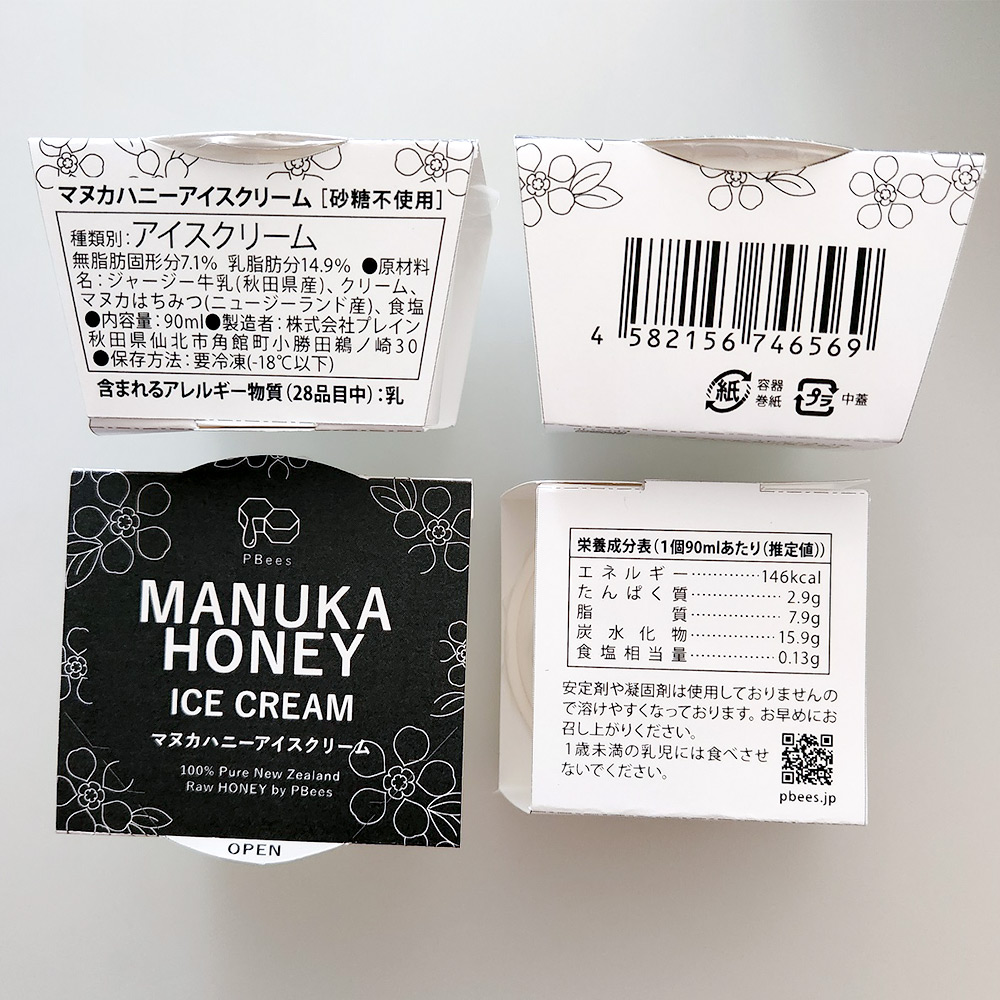 マヌカハニーアイスクリーム［砂糖不使用］
種類別：アイスクリーム
無脂肪固形分7.1% 乳脂肪分14.9% ●原材料
名：ジャージー牛乳(秋田県産)、クリーム、
マヌカはちみつ(ニュージーランド産)、食塩
●内容量：90ml●製造者：株式会社プレイン
秋田県仙北市角館町小勝田鵜ノ崎30
●保存方法：要冷凍(-18℃以下)
含まれるアレルギー物質（28品目中）：乳
4 582156 746569
紙 容器
巻紙
プラ 中蓋
PBees
MANUKA
HONEY
ICE CREAM
マヌカハニーアイスクリーム
100% Pure New Zealand
Raw HONEY by PBees
OPEN
栄養成分表（1個90mlあたり(推定値)）
エネルギー…………146kcal
たんぱく質…………2.9g
脂質…………7.9g
炭水化物…………15.9g
食塩相当量…………0.13g
安定剤や凝固剤は使用しておりませんの
で溶けやすくなっております。お早めにお
召し上がりください。
1歳未満の乳児には食べさせ
ないでください。
pbees.jp